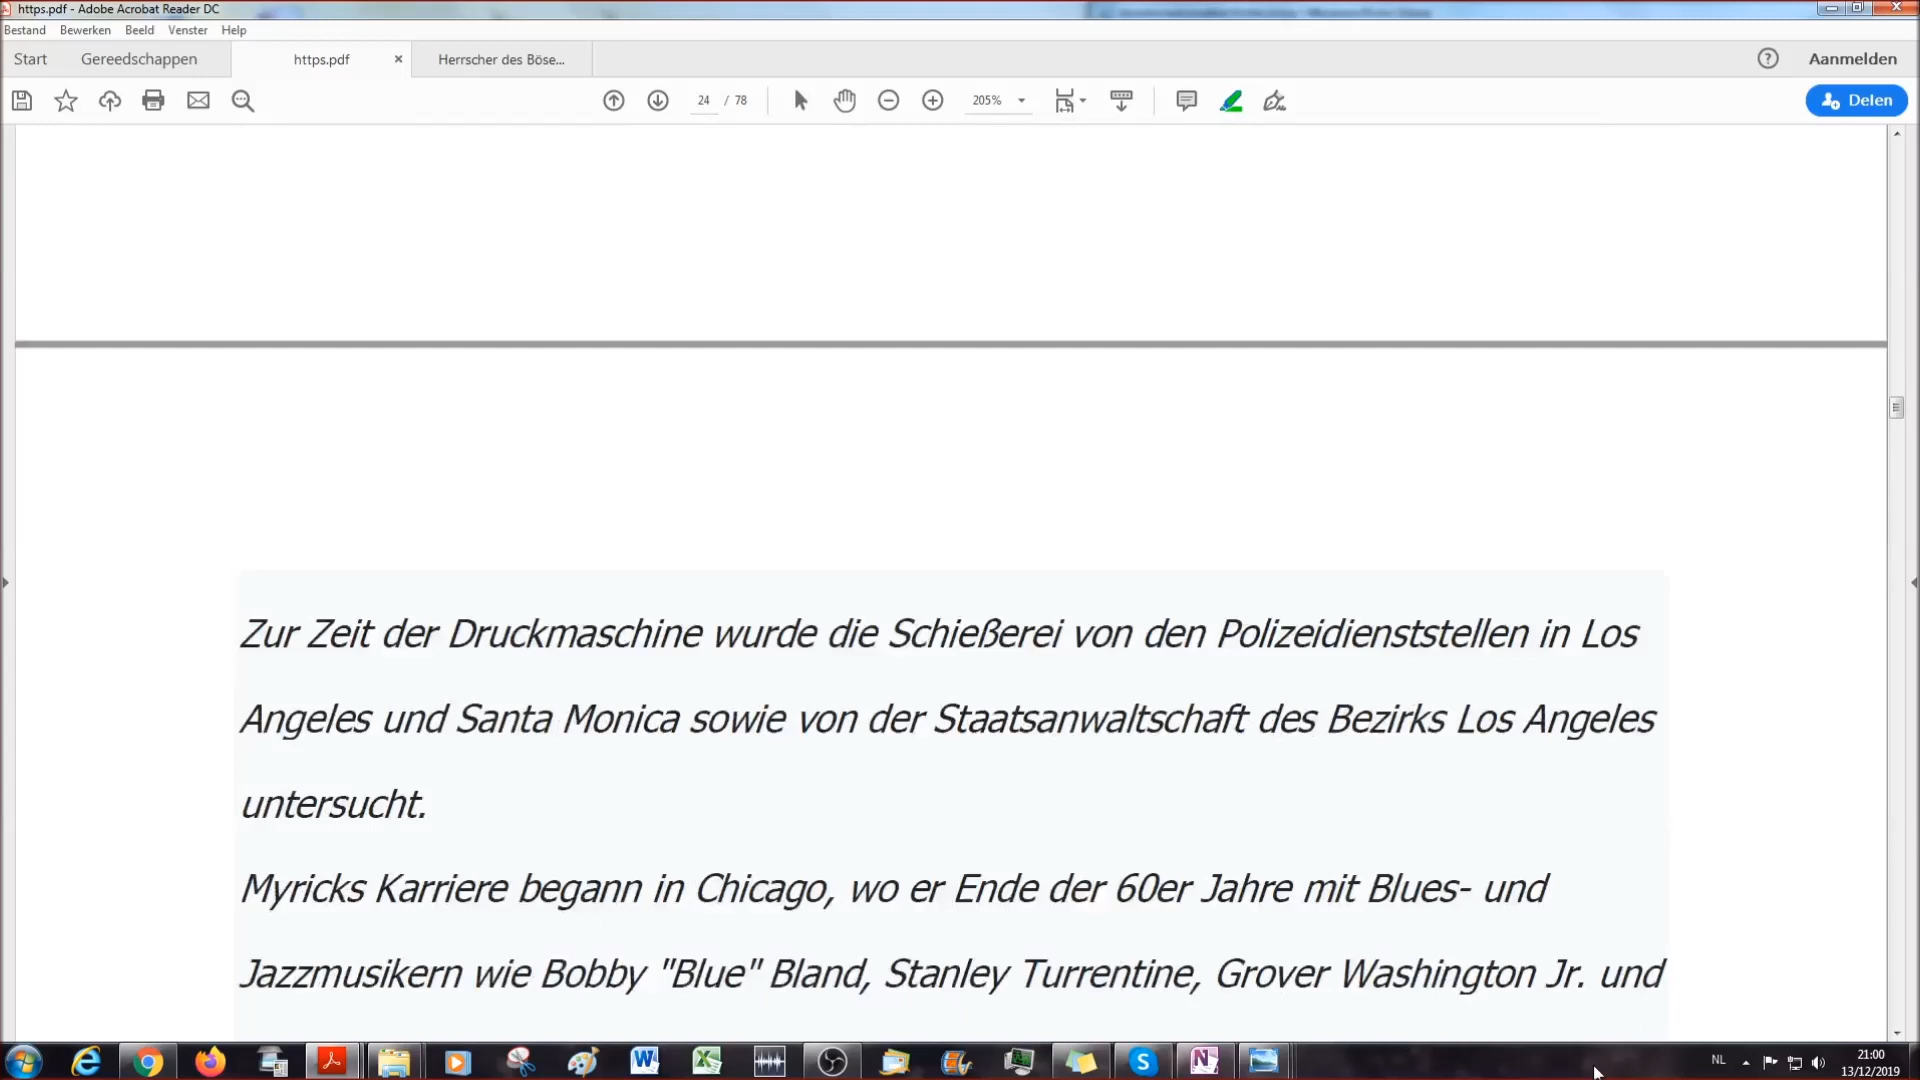 https.pdf - Adobe Acrobat Reader DC
Bestand Bewerken Beeld Venster Help
Start Gereedschappen https.pdf × Herrscher des Böse... Aanmelden
24 / 78 205% Delen
Zur Zeit der Druckmaschine wurde die Schießerei von den Polizeidienststellen in Los
Angeles und Santa Monica sowie von der Staatsanwaltschaft des Bezirks Los Angeles
untersucht.
Myricks Karriere begann in Chicago, wo er Ende der 60er Jahre mit Blues- und
Jazzmusikern wie Bobby "Blue" Bland, Stanley Turrentine, Grover Washington Jr. und
NL 21:00
13/12/2019